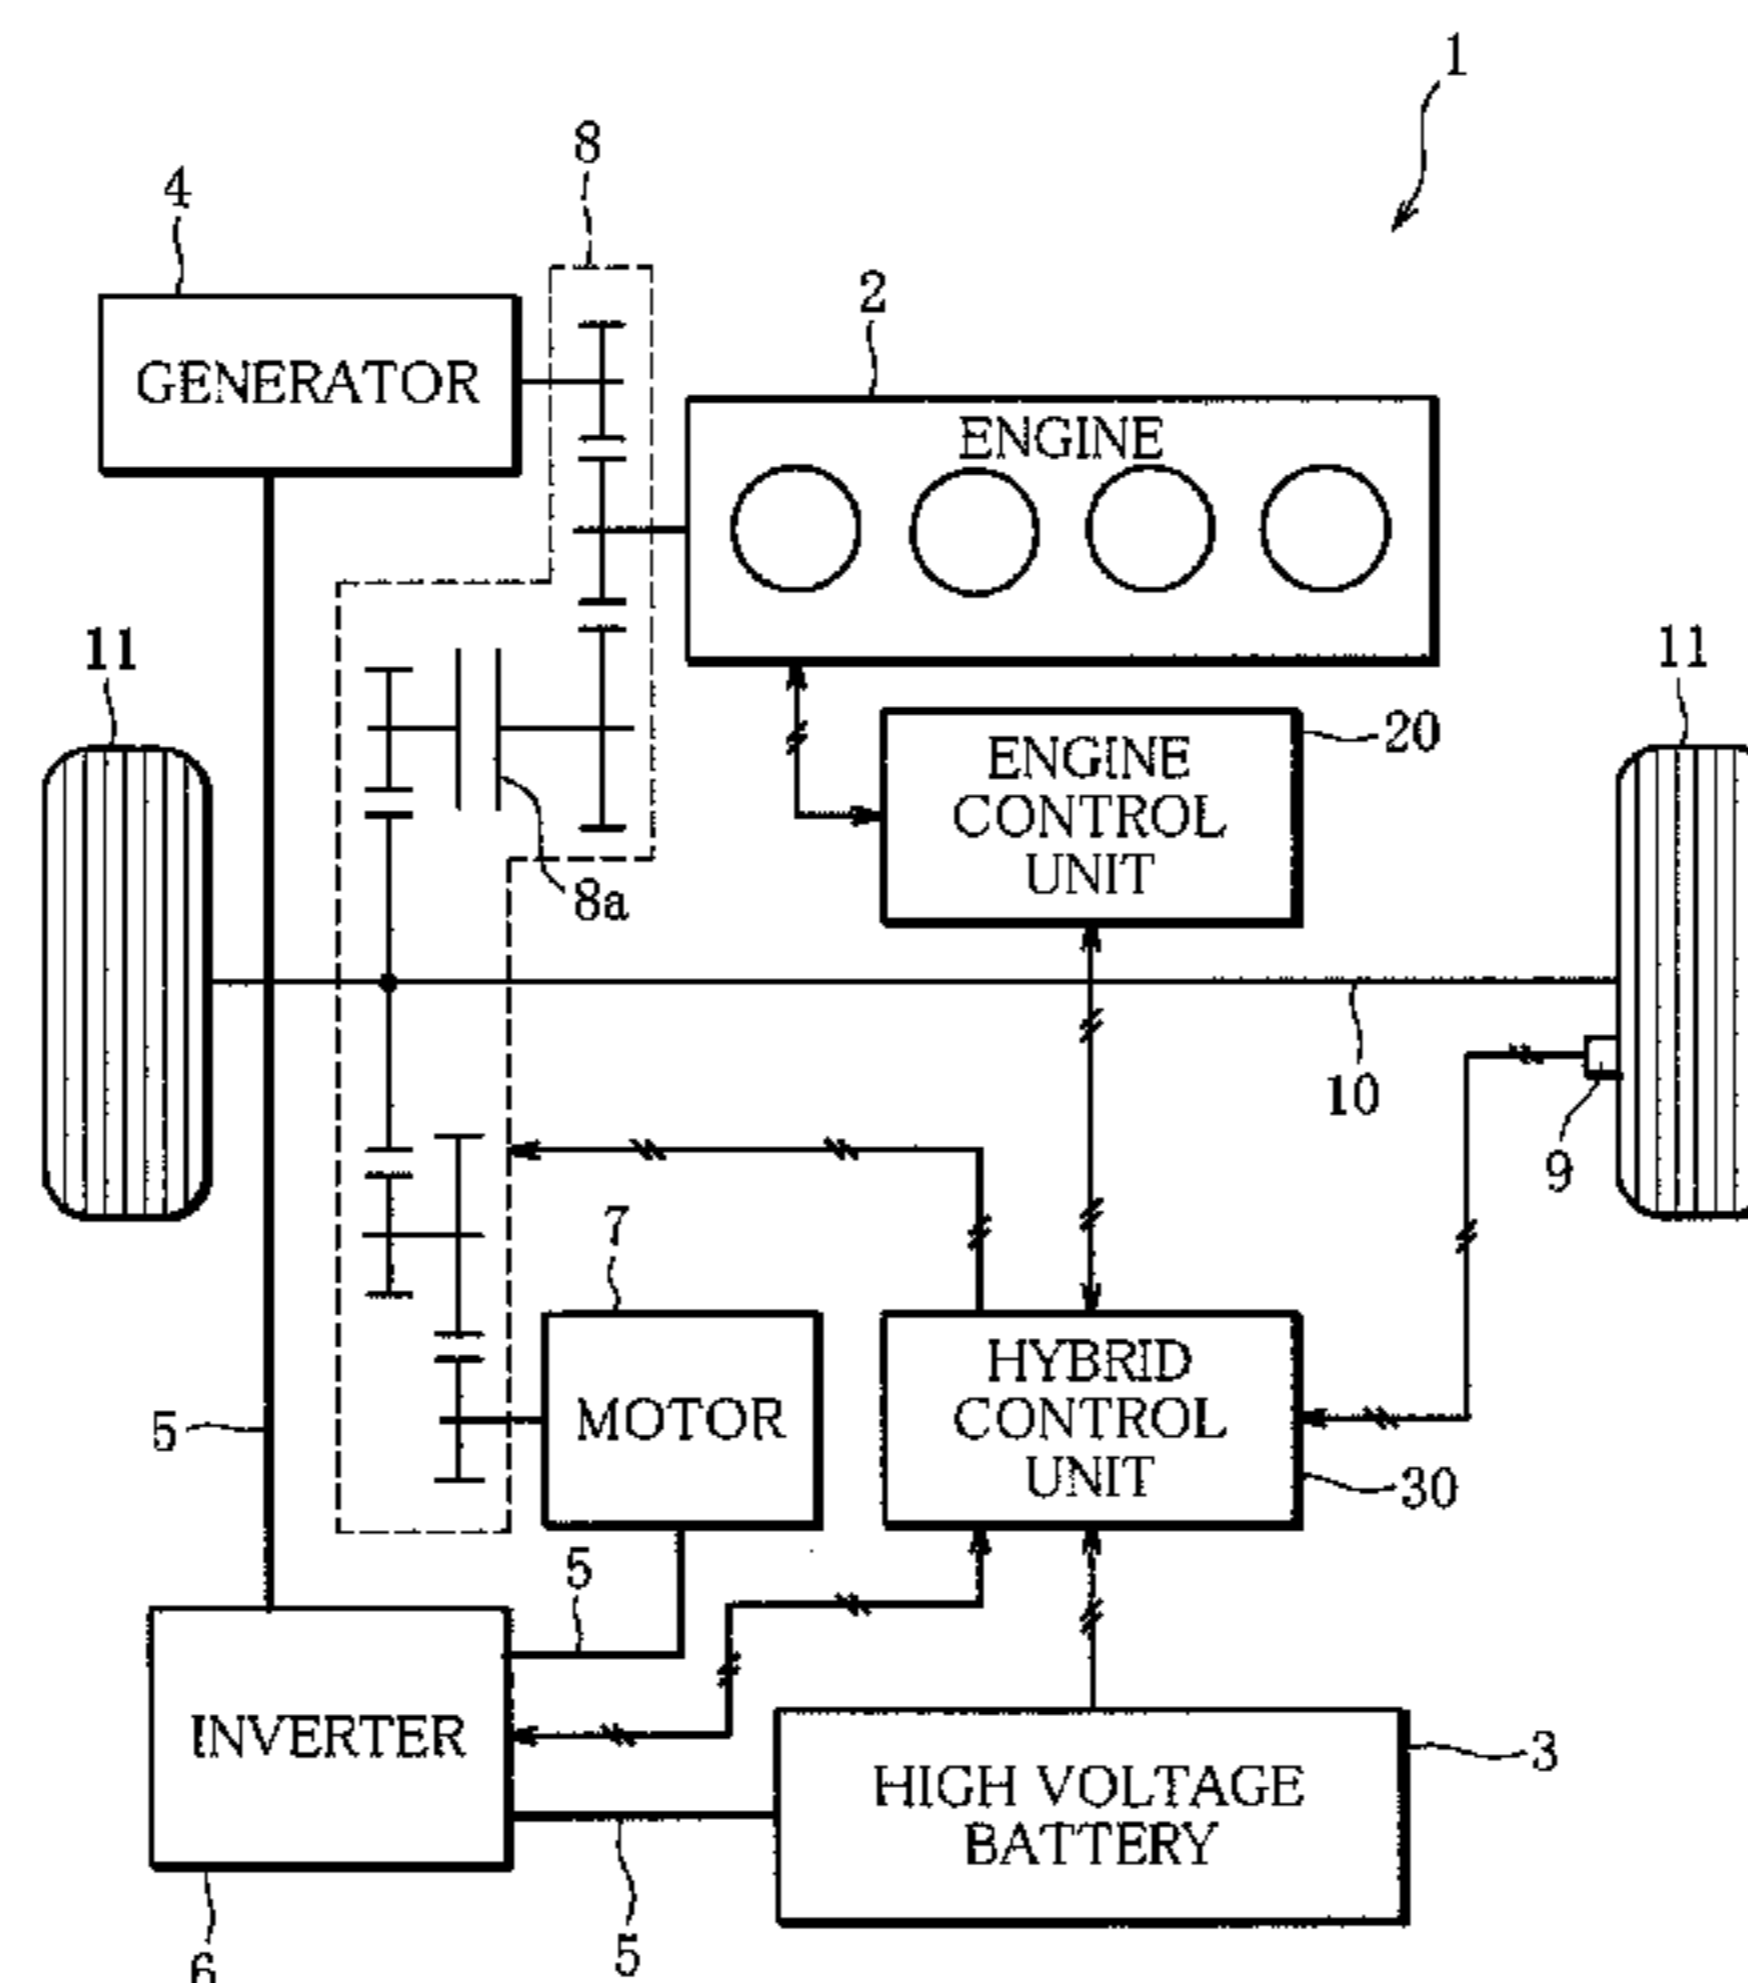 1
8
4
2
GENERATOR
ENGINE
11
11
20
ENGINE
CONTROL
UNIT
8a
10
9
7
HYBRID
CONTROL
UNIT
MOTOR
5
30
5
INVERTER
3
HIGH VOLTAGE
BATTERY
5
6